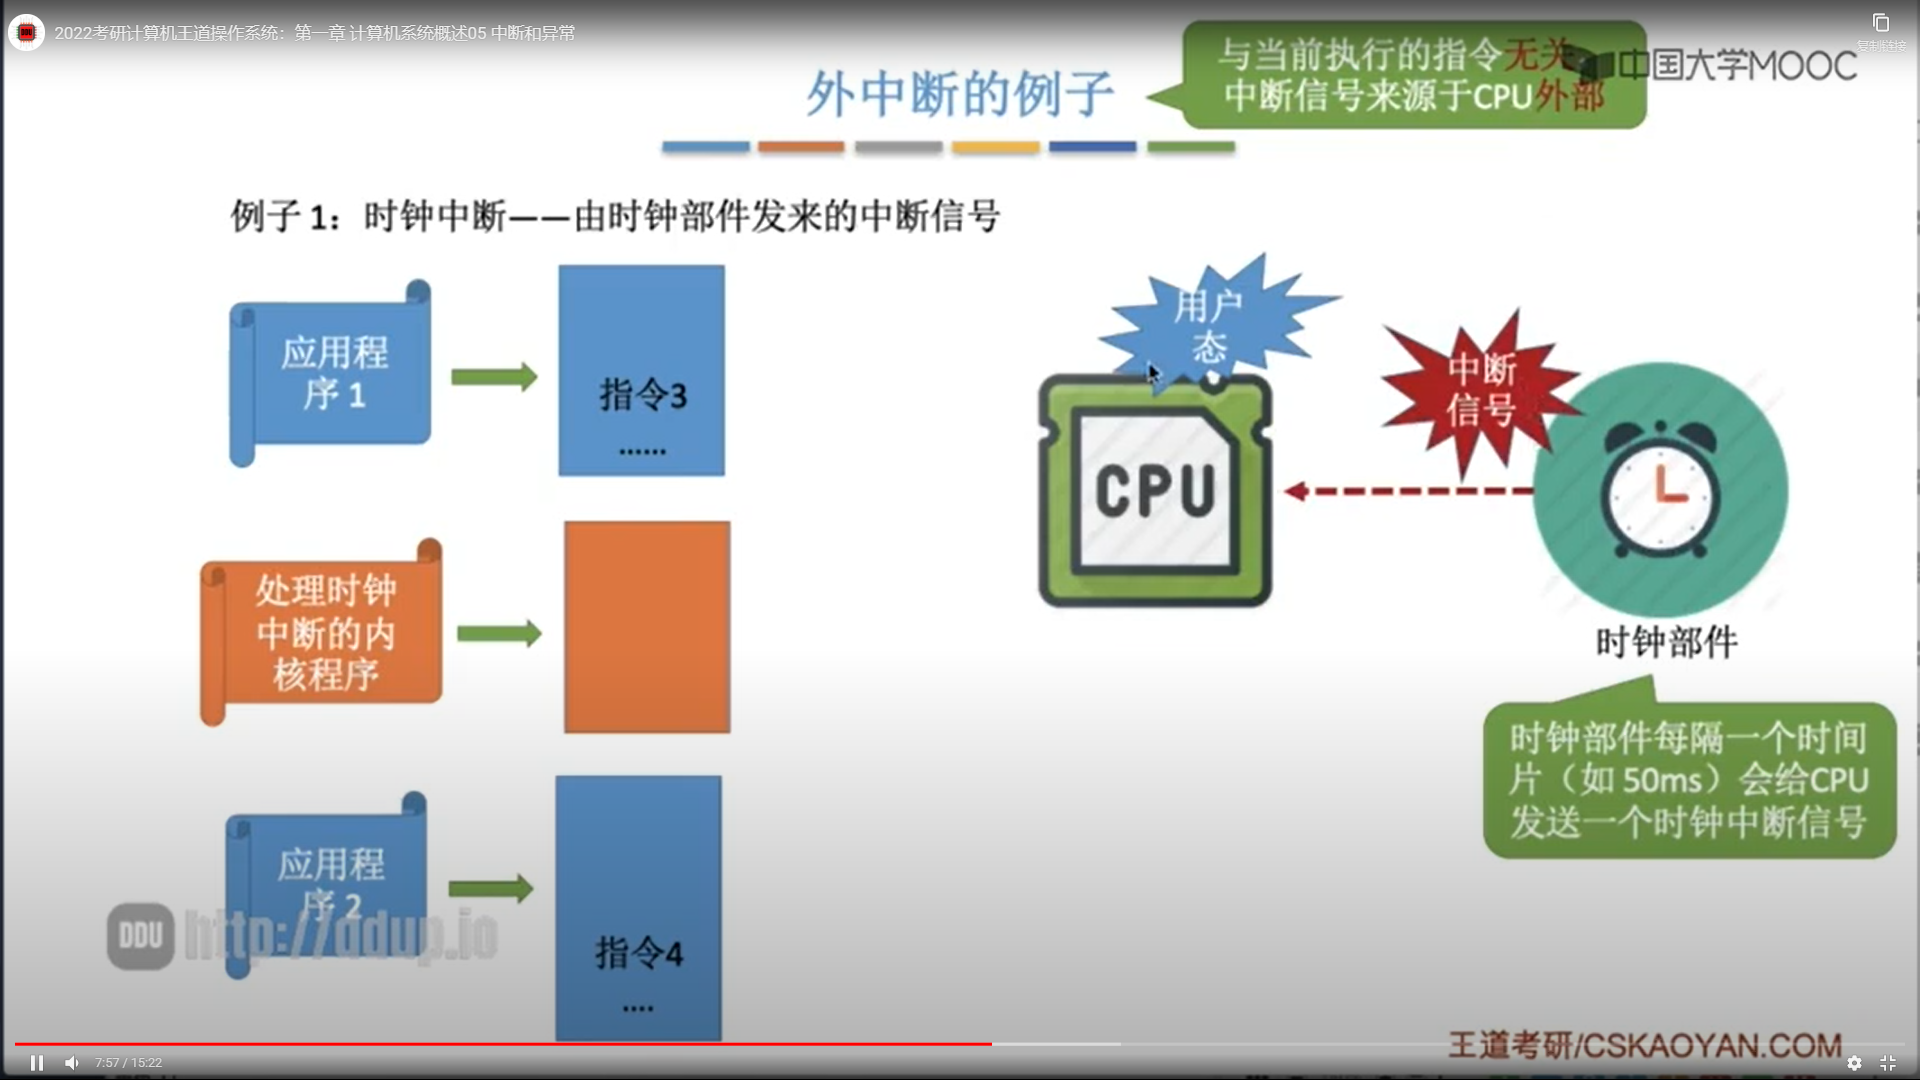 2022考研计算机王道操作系统：第一章 计算机系统概述05 中断和异常
复制链接
中国大学MOOC
外中断的例子
与当前执行的指令无关
中断信号来源于CPU外部
例子 1：时钟中断——由时钟部件发来的中断信号
应用程
序 1
指令3
......
用户
态
CPU
中断
信号
时钟部件
处理时钟
中断的内
核程序
时钟部件每隔一个时间
片（如 50ms）会给CPU
发送一个时钟中断信号
应用程
序 2
指令4
....
DDU http://ddup.io
王道考研/CSKAOYAN.COM
7:57 / 15:22